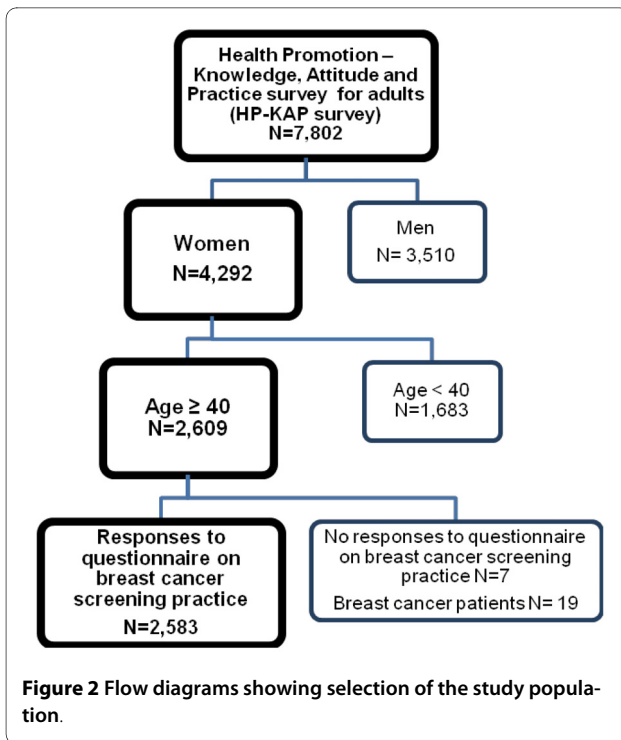 Health Promotion –
Knowledge, Attitude and
Practice survey for adults
(HP-KAP survey)
N=7,802
Women
N=4,292
Men
N= 3,510
Age ≥ 40
N=2,609
Age < 40
N=1,683
Responses to
questionnaire on
breast cancer
screening practice
N=2,583
No responses to questionnaire
on breast cancer screening
practice N=7
Breast cancer patients N= 19
Figure 2 Flow diagrams showing selection of the study popula-
tion.